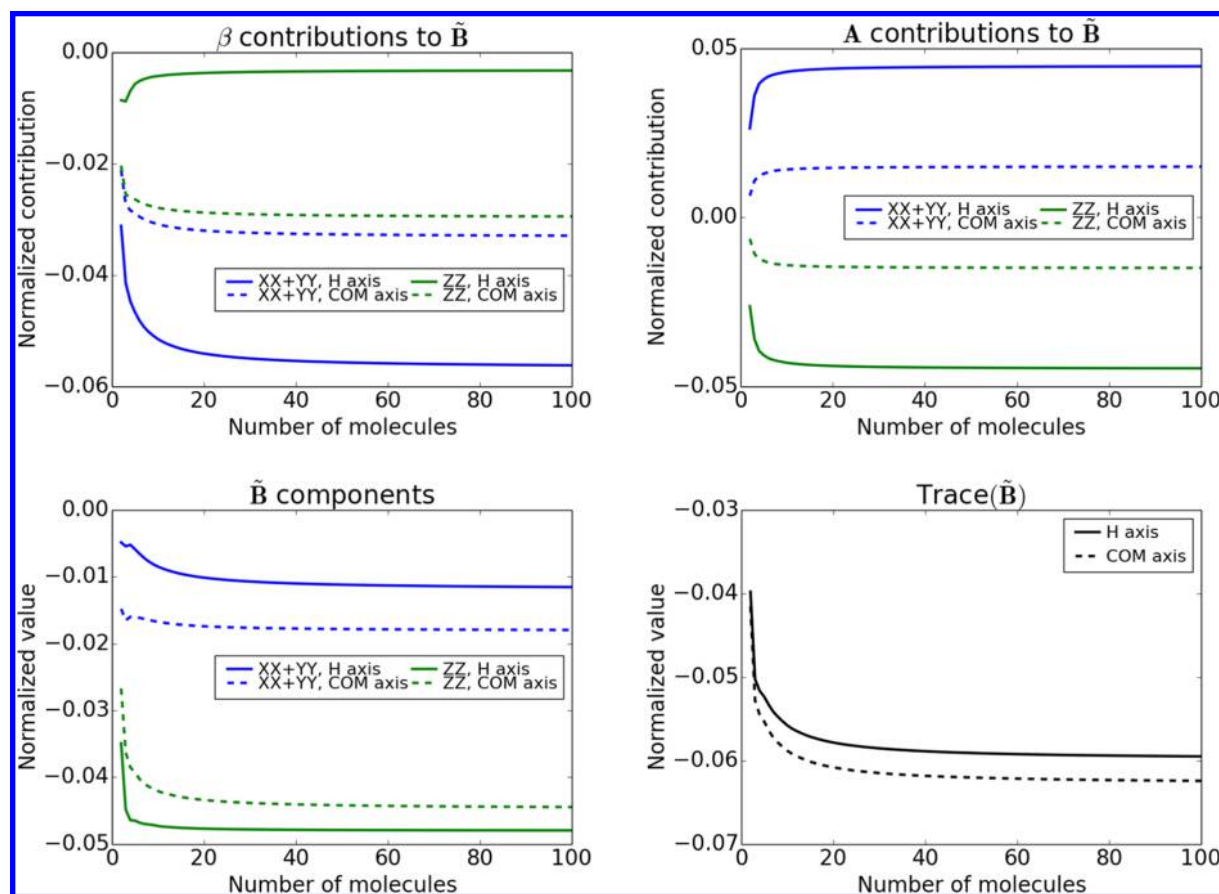 β contributions to B̃
0.00
−0.02
−0.04
−0.06
Normalized contribution
XX+YY, H axis
XX+YY, COM axis
ZZ, H axis
ZZ, COM axis
0 20 40 60 80 100
Number of molecules
A contributions to B̃
0.05
0.00
−0.05
Normalized contribution
XX+YY, H axis
XX+YY, COM axis
ZZ, H axis
ZZ, COM axis
0 20 40 60 80 100
Number of molecules
B̃ components
0.00
−0.01
−0.02
−0.03
−0.04
−0.05
Normalized value
XX+YY, H axis
XX+YY, COM axis
ZZ, H axis
ZZ, COM axis
0 20 40 60 80 100
Number of molecules
Trace(B̃)
−0.03
−0.04
−0.05
−0.06
−0.07
Normalized value
H axis
COM axis
0 20 40 60 80 100
Number of molecules